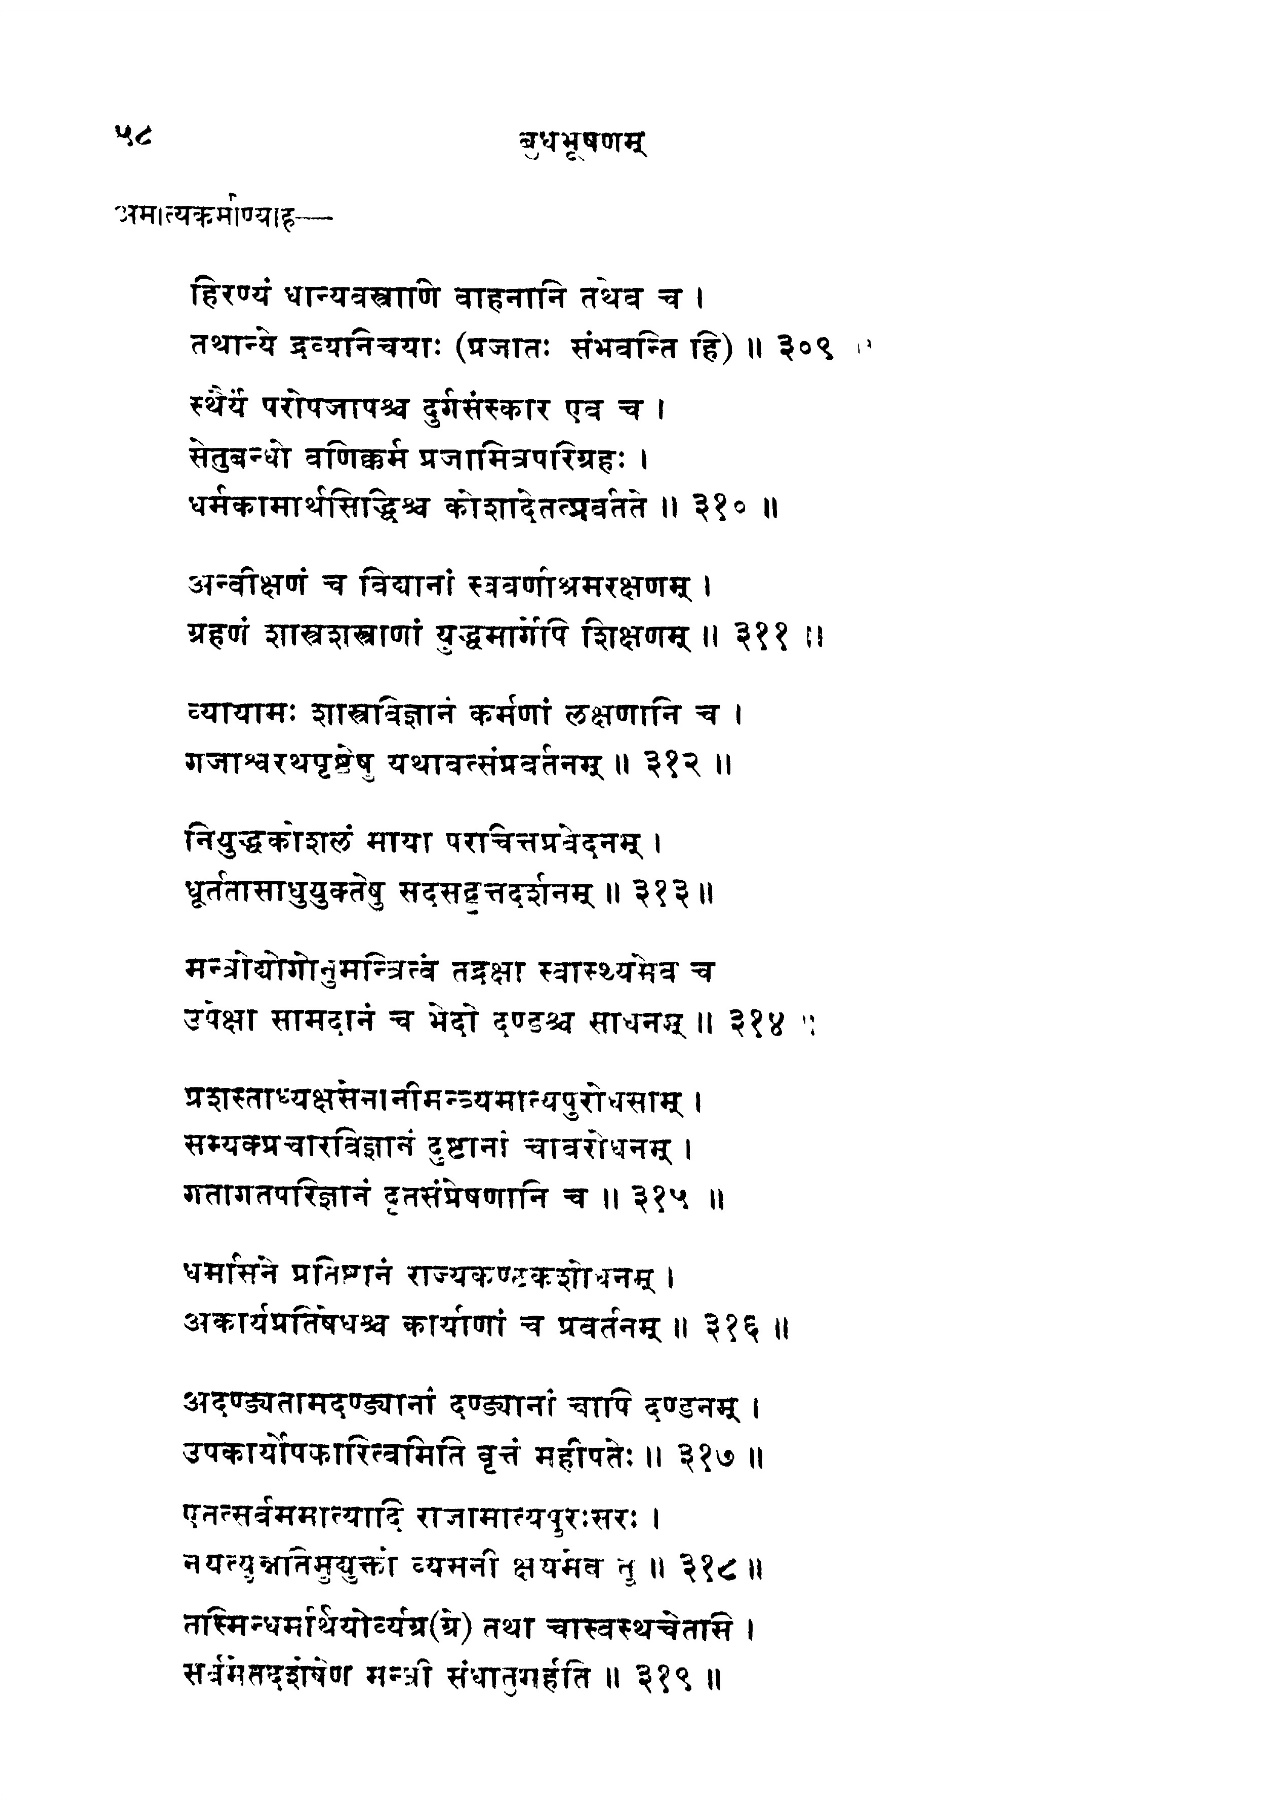 ५८
बुधभूषणम्
अमात्यकर्माण्याह—
हिरण्यं धान्यवस्त्राणि वाहनानि तथैव च ।
तथान्ये द्रव्यनिचयाः (प्रजातः संभवन्ति हि) ॥ ३०९ ॥
स्थैर्यं परोपजापश्च दुर्गसंस्कार एव च ।
सेतुबन्धो वणिक्कर्म प्रजामित्रपरिग्रहः ।
धर्मकामार्थसिद्धिश्च कोशादेतत्प्रवर्तते ॥ ३१० ॥
अन्वीक्षणं च विद्यानां स्ववर्णाश्रमरक्षणम् ।
ग्रहणं शास्त्रशस्त्राणां युद्धमार्गेपि शिक्षणम् ॥ ३११ ॥
व्यायामः शास्त्रविज्ञानं कर्मणां लक्षणानि च ।
गजाश्वरथपृष्ठेषु यथावत्संप्रवर्तनम् ॥ ३१२ ॥
नियुद्धकोशलं माया पराचित्तप्रवेदनम् ।
धूर्ततासाधुयुक्तेषु सदसद्वृत्तदर्शनम् ॥ ३१३ ॥
मन्त्रोद्योगोनुमन्त्रित्वं तद्रक्षा स्वास्थ्यमेव च
उपेक्षा सामदानं च भेदो दण्डश्च साधनम् ॥ ३१४ ॥
प्रशस्ताध्यक्षसेनानीमन्त्र्यमात्यपुरोधसाम् ।
सम्यक्प्रचारविज्ञानं दुष्टानां चावरोधनम् ।
गतागतपरिज्ञानं दूतसंप्रेषणानि च ॥ ३१५ ॥
धर्मासने प्रतिष्ठानं राज्यकण्टकशोधनम् ।
अकार्यप्रतिषेधश्च कार्याणां च प्रवर्तनम् ॥ ३१६ ॥
अदण्ड्यतामदण्ड्यानां दण्ड्यानां चापि दण्डनम् ।
उपकार्योपकारित्वमिति वृत्तं महीपतेः ॥ ३१७ ॥
एतत्सर्वममात्यादि राजामात्यपुरःसरः ।
नयत्युन्नतिमुद्युक्तो व्यसनी क्षयमेव तु ॥ ३१८ ॥
तस्मिन्धर्मार्थयोर्व्यग्र(ग्रे) तथा चास्वस्थचेतासि ।
सर्वमेतदशेषेण मन्त्री संधातुमर्हति ॥ ३१९ ॥